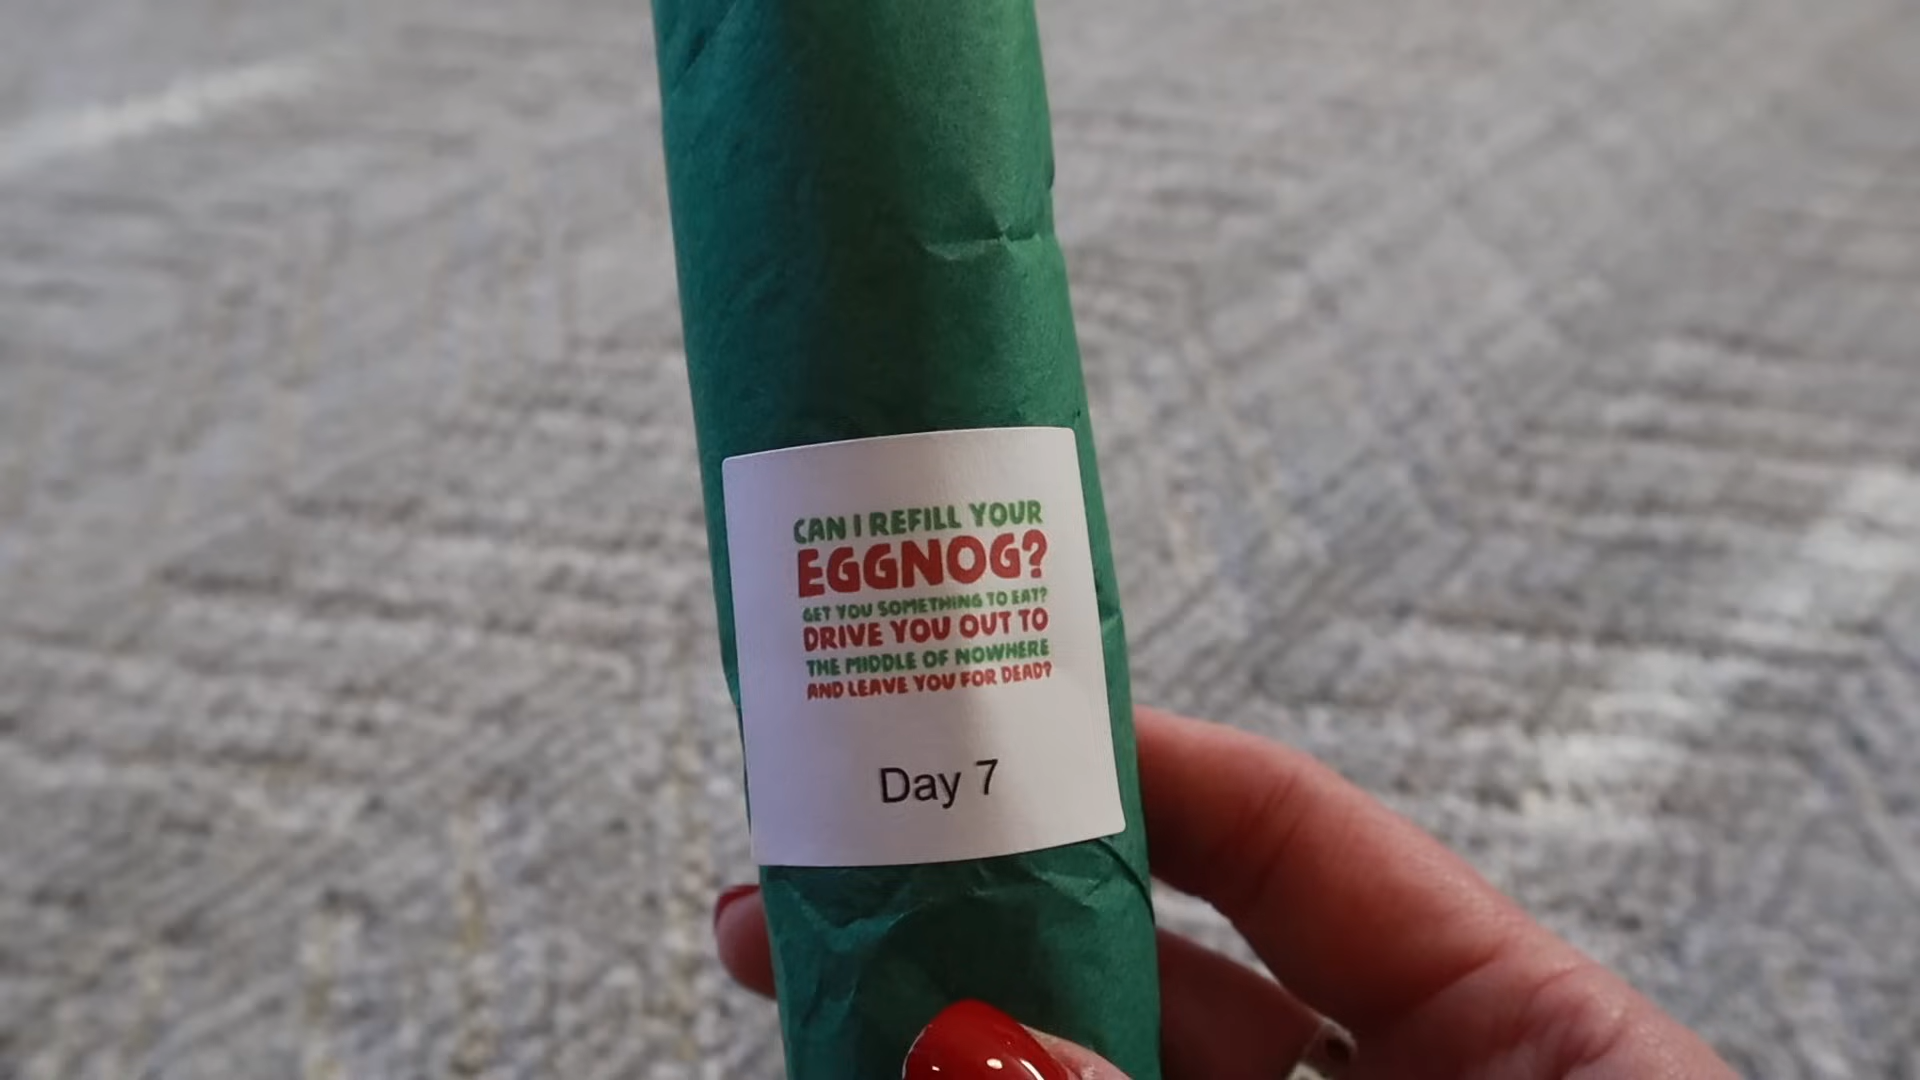 CAN I REFILL YOUR
EGGNOG?
GET YOU SOMETHING TO EAT?
DRIVE YOU OUT TO
THE MIDDLE OF NOWHERE
AND LEAVE YOU FOR DEAD?
Day 7